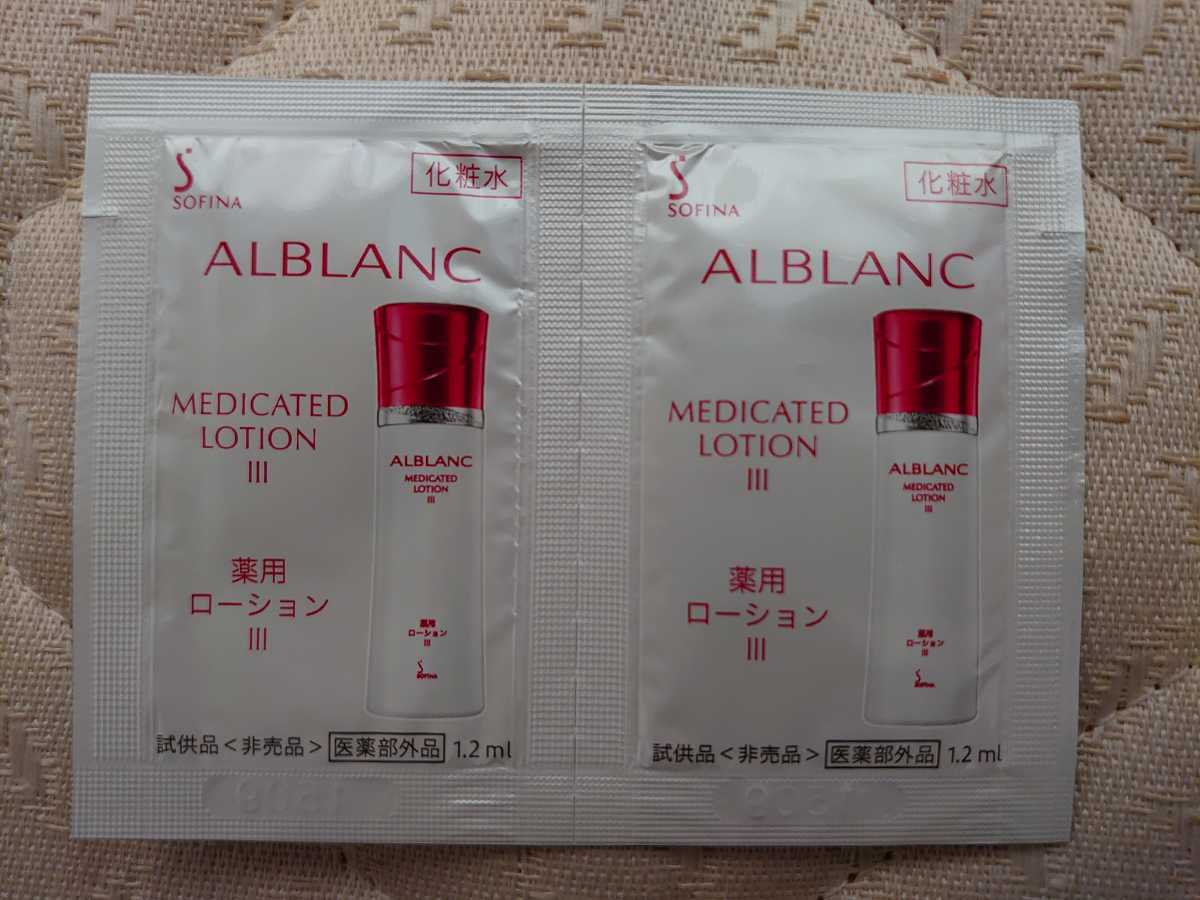 SOFINA
化粧水
ALBLANC
MEDICATED
LOTION
III
ALBLANC
MEDICATED
LOTION
III
薬用
ローション
III
薬用
ローション
III
SOFINA
試供品<非売品> 医薬部外品 1.2 ml
SOFINA
化粧水
ALBLANC
MEDICATED
LOTION
III
ALBLANC
MEDICATED
LOTION
III
薬用
ローション
III
薬用
ローション
III
SOFINA
試供品<非売品> 医薬部外品 1.2 ml